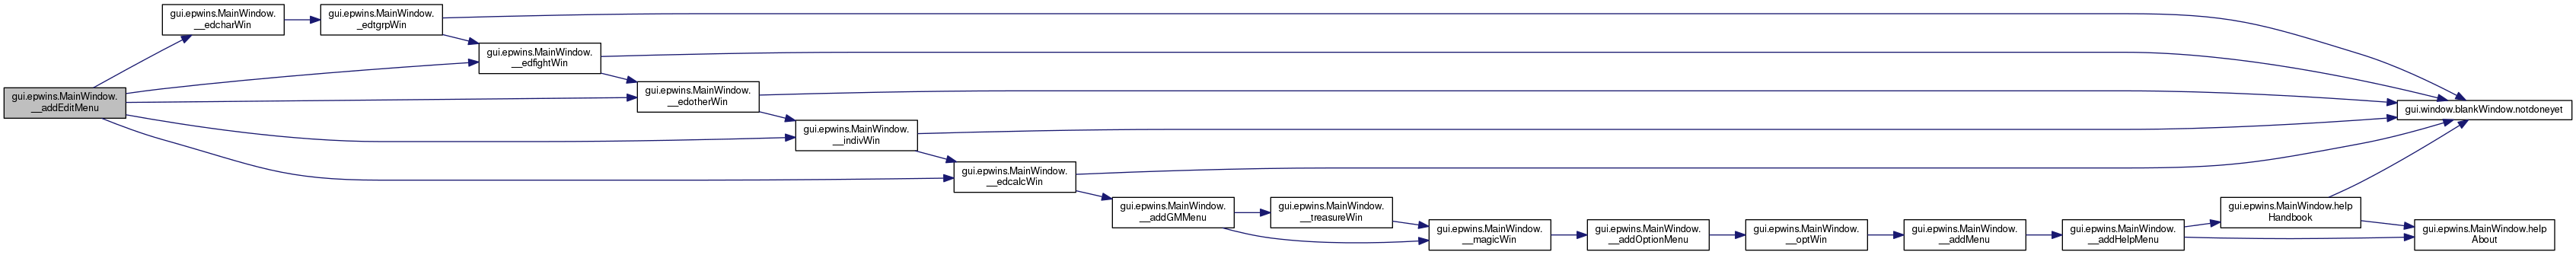 gui.epwins.MainWindow.
__addEditMenu
gui.epwins.MainWindow.
__edcharWin
gui.epwins.MainWindow.
_edtgrpWin
gui.epwins.MainWindow.
__edfightWin
gui.epwins.MainWindow.
__edotherWin
gui.epwins.MainWindow.
__indivWin
gui.epwins.MainWindow.
__edcalcWin
gui.epwins.MainWindow.
__addGMMenu
gui.epwins.MainWindow.
__treasureWin
gui.epwins.MainWindow.
__magicWin
gui.epwins.MainWindow.
__addOptionMenu
gui.epwins.MainWindow.
__optWin
gui.epwins.MainWindow.
__addMenu
gui.epwins.MainWindow.
__addHelpMenu
gui.epwins.MainWindow.help
Handbook
gui.epwins.MainWindow.help
About
gui.window.blankWindow.notdoneyet